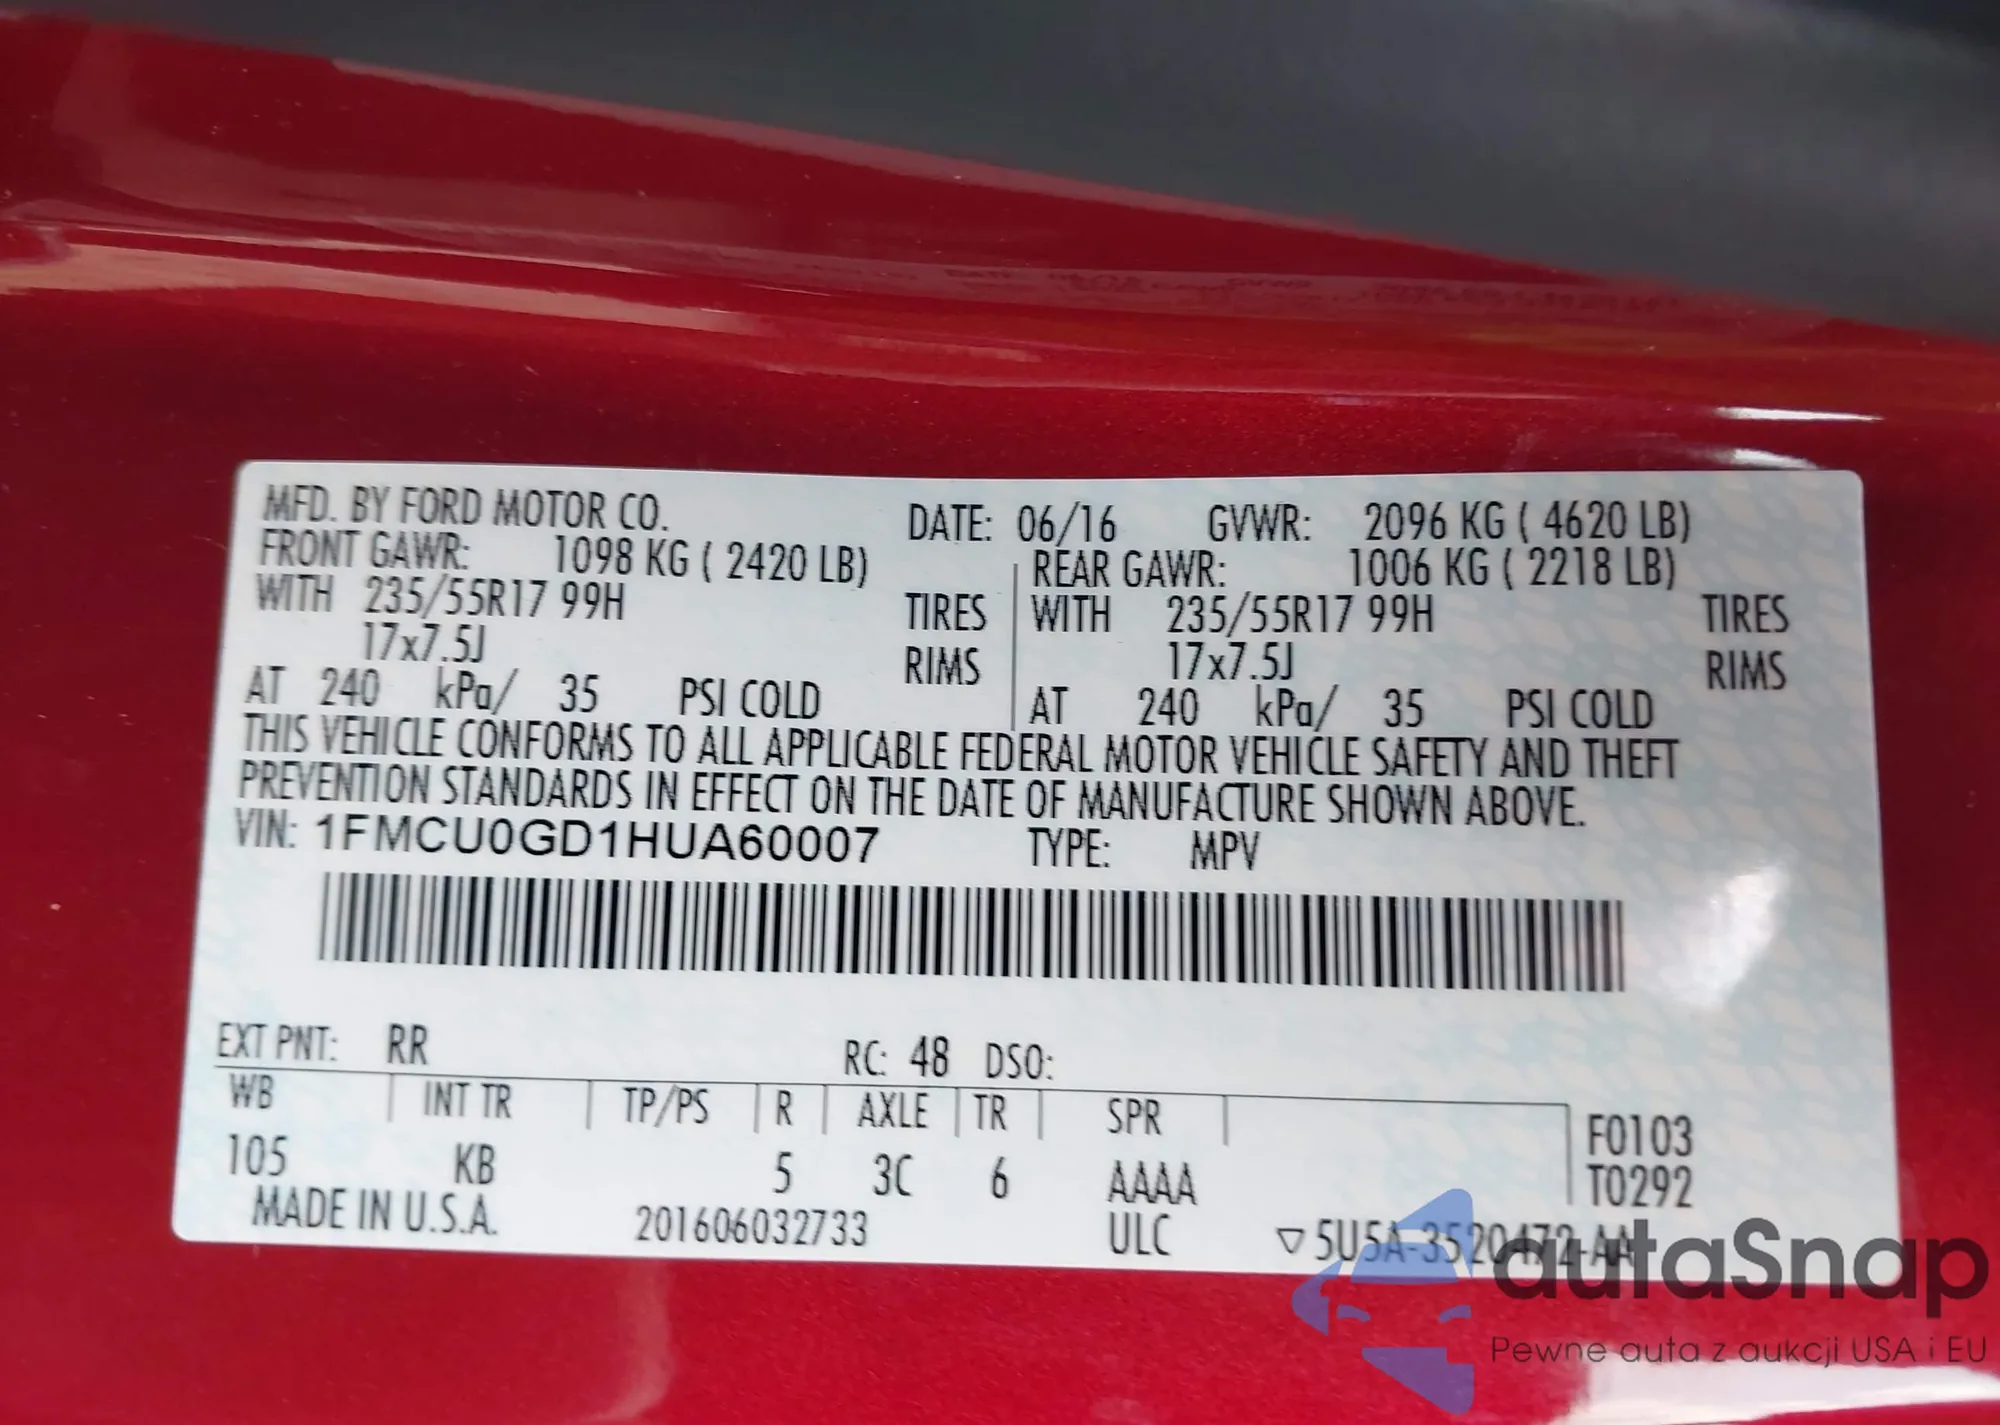 MFD. BY FORD MOTOR CO. DATE: 06/16 GVWR: 2096 KG ( 4620 LB)
FRONT GAWR: 1098 KG ( 2420 LB) REAR GAWR: 1006 KG ( 2218 LB)
WITH 235/55R17 99H TIRES WITH 235/55R17 99H TIRES
17x7.5J RIMS 17x7.5J RIMS
AT 240 kPa/ 35 PSI COLD AT 240 kPa/ 35 PSI COLD
THIS VEHICLE CONFORMS TO ALL APPLICABLE FEDERAL MOTOR VEHICLE SAFETY AND THEFT
PREVENTION STANDARDS IN EFFECT ON THE DATE OF MANUFACTURE SHOWN ABOVE.
VIN: 1FMCU0GD1HUA60007 TYPE: MPV
EXT PNT: RR RC: 48 DSO:
WB INT TR TP/PS R AXLE TR SPR F0103
105 KB 5 3C 6 AAAA T0292
MADE IN U.S.A. 201606032733 ULC ▽ 5U5A-3520472-AA
autaSnap
Pewne auta z aukcji USA i EU